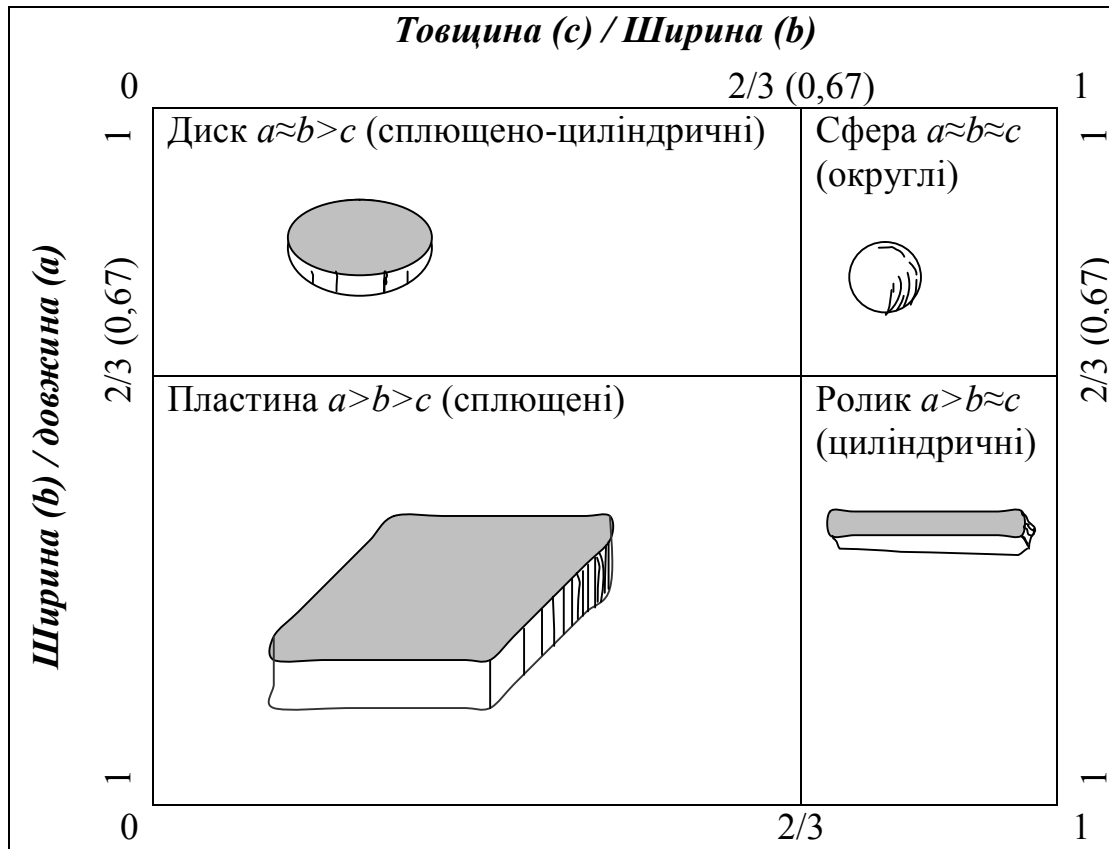 Товщина (c) / Ширина (b)
0 2/3 (0,67) 1
1 Диск a≈b>c (сплющено-циліндричні) Сфера a≈b≈c 1
(округлі)
Ширина (b) / довжина (a)
2/3 (0,67) 2/3 (0,67)
Пластина a>b>c (сплющені) Ролик a>b≈c
(циліндричні)
1 1
0 2/3 1